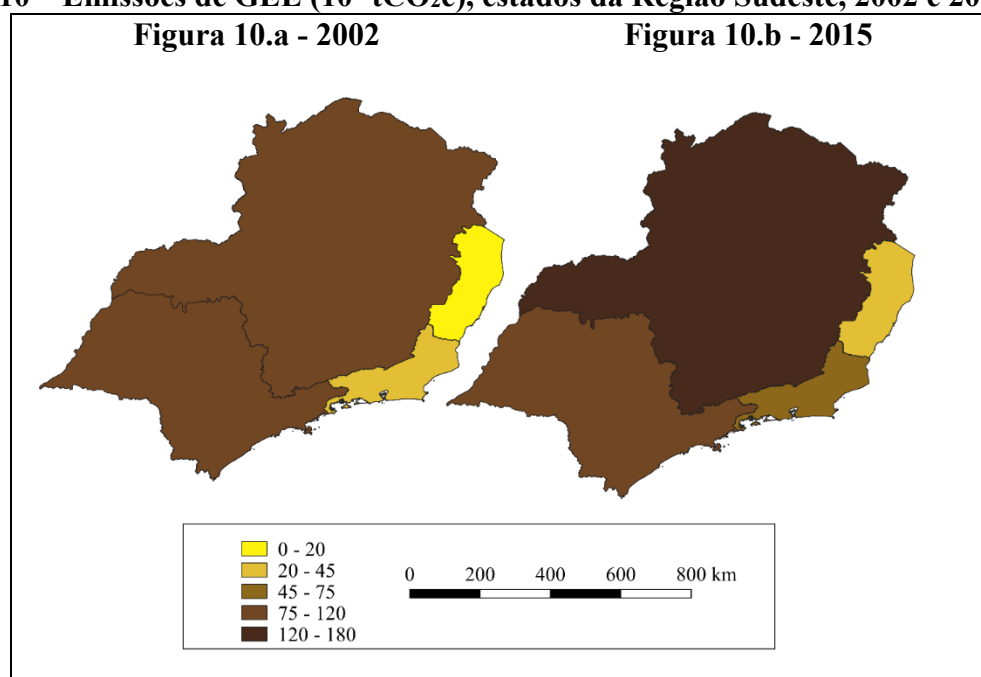 10 – Emissões de GEE (10⁶ tCO₂e), estados da Região Sudeste, 2002 e 20
Figura 10.a - 2002 Figura 10.b - 2015
0 - 20
20 - 45
45 - 75
75 - 120
120 - 180
0 200 400 600 800 km